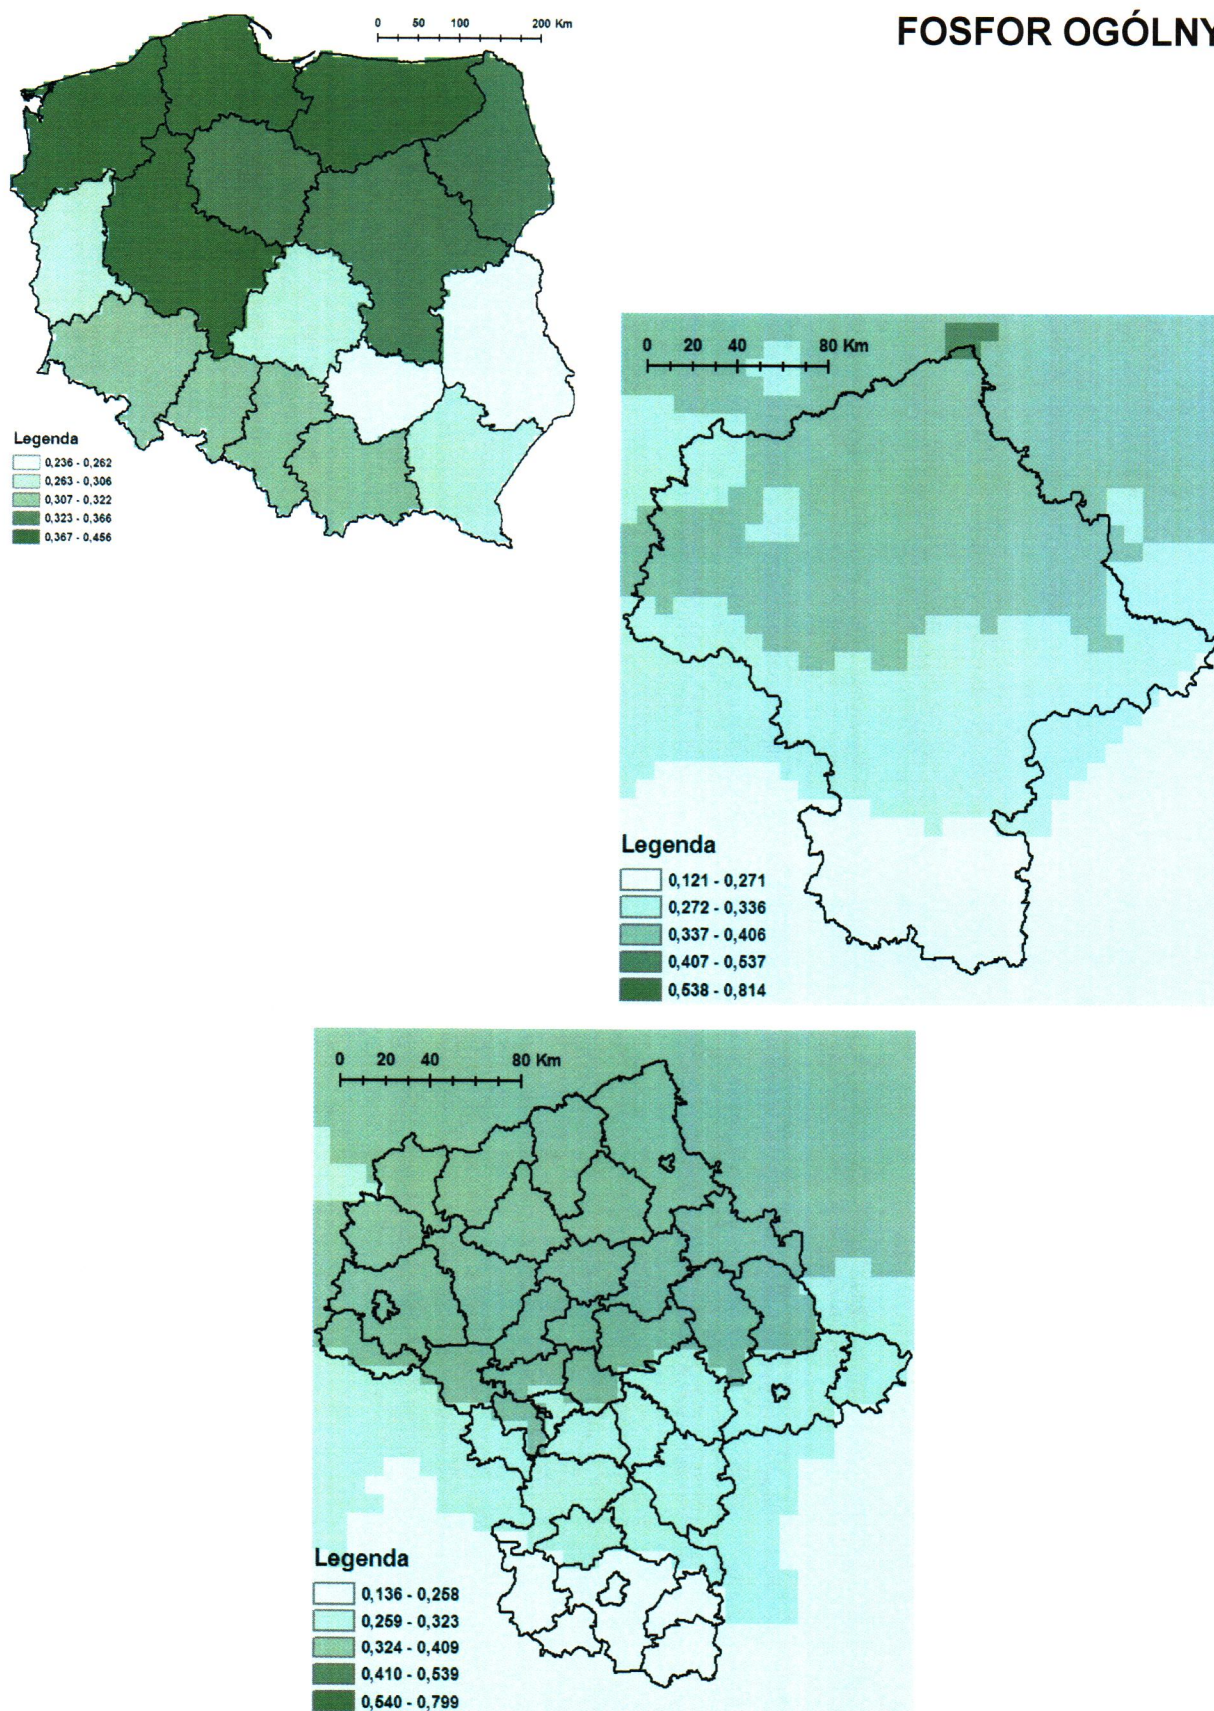 FOSFOR OGÓLNY
0 50 100 200 Km
Legenda
0,236 - 0,262
0,263 - 0,306
0,307 - 0,322
0,323 - 0,366
0,367 - 0,456
0 20 40 80 Km
Legenda
0,121 - 0,271
0,272 - 0,336
0,337 - 0,406
0,407 - 0,537
0,538 - 0,814
0 20 40 80 Km
Legenda
0,136 - 0,258
0,259 - 0,323
0,324 - 0,409
0,410 - 0,539
0,540 - 0,799